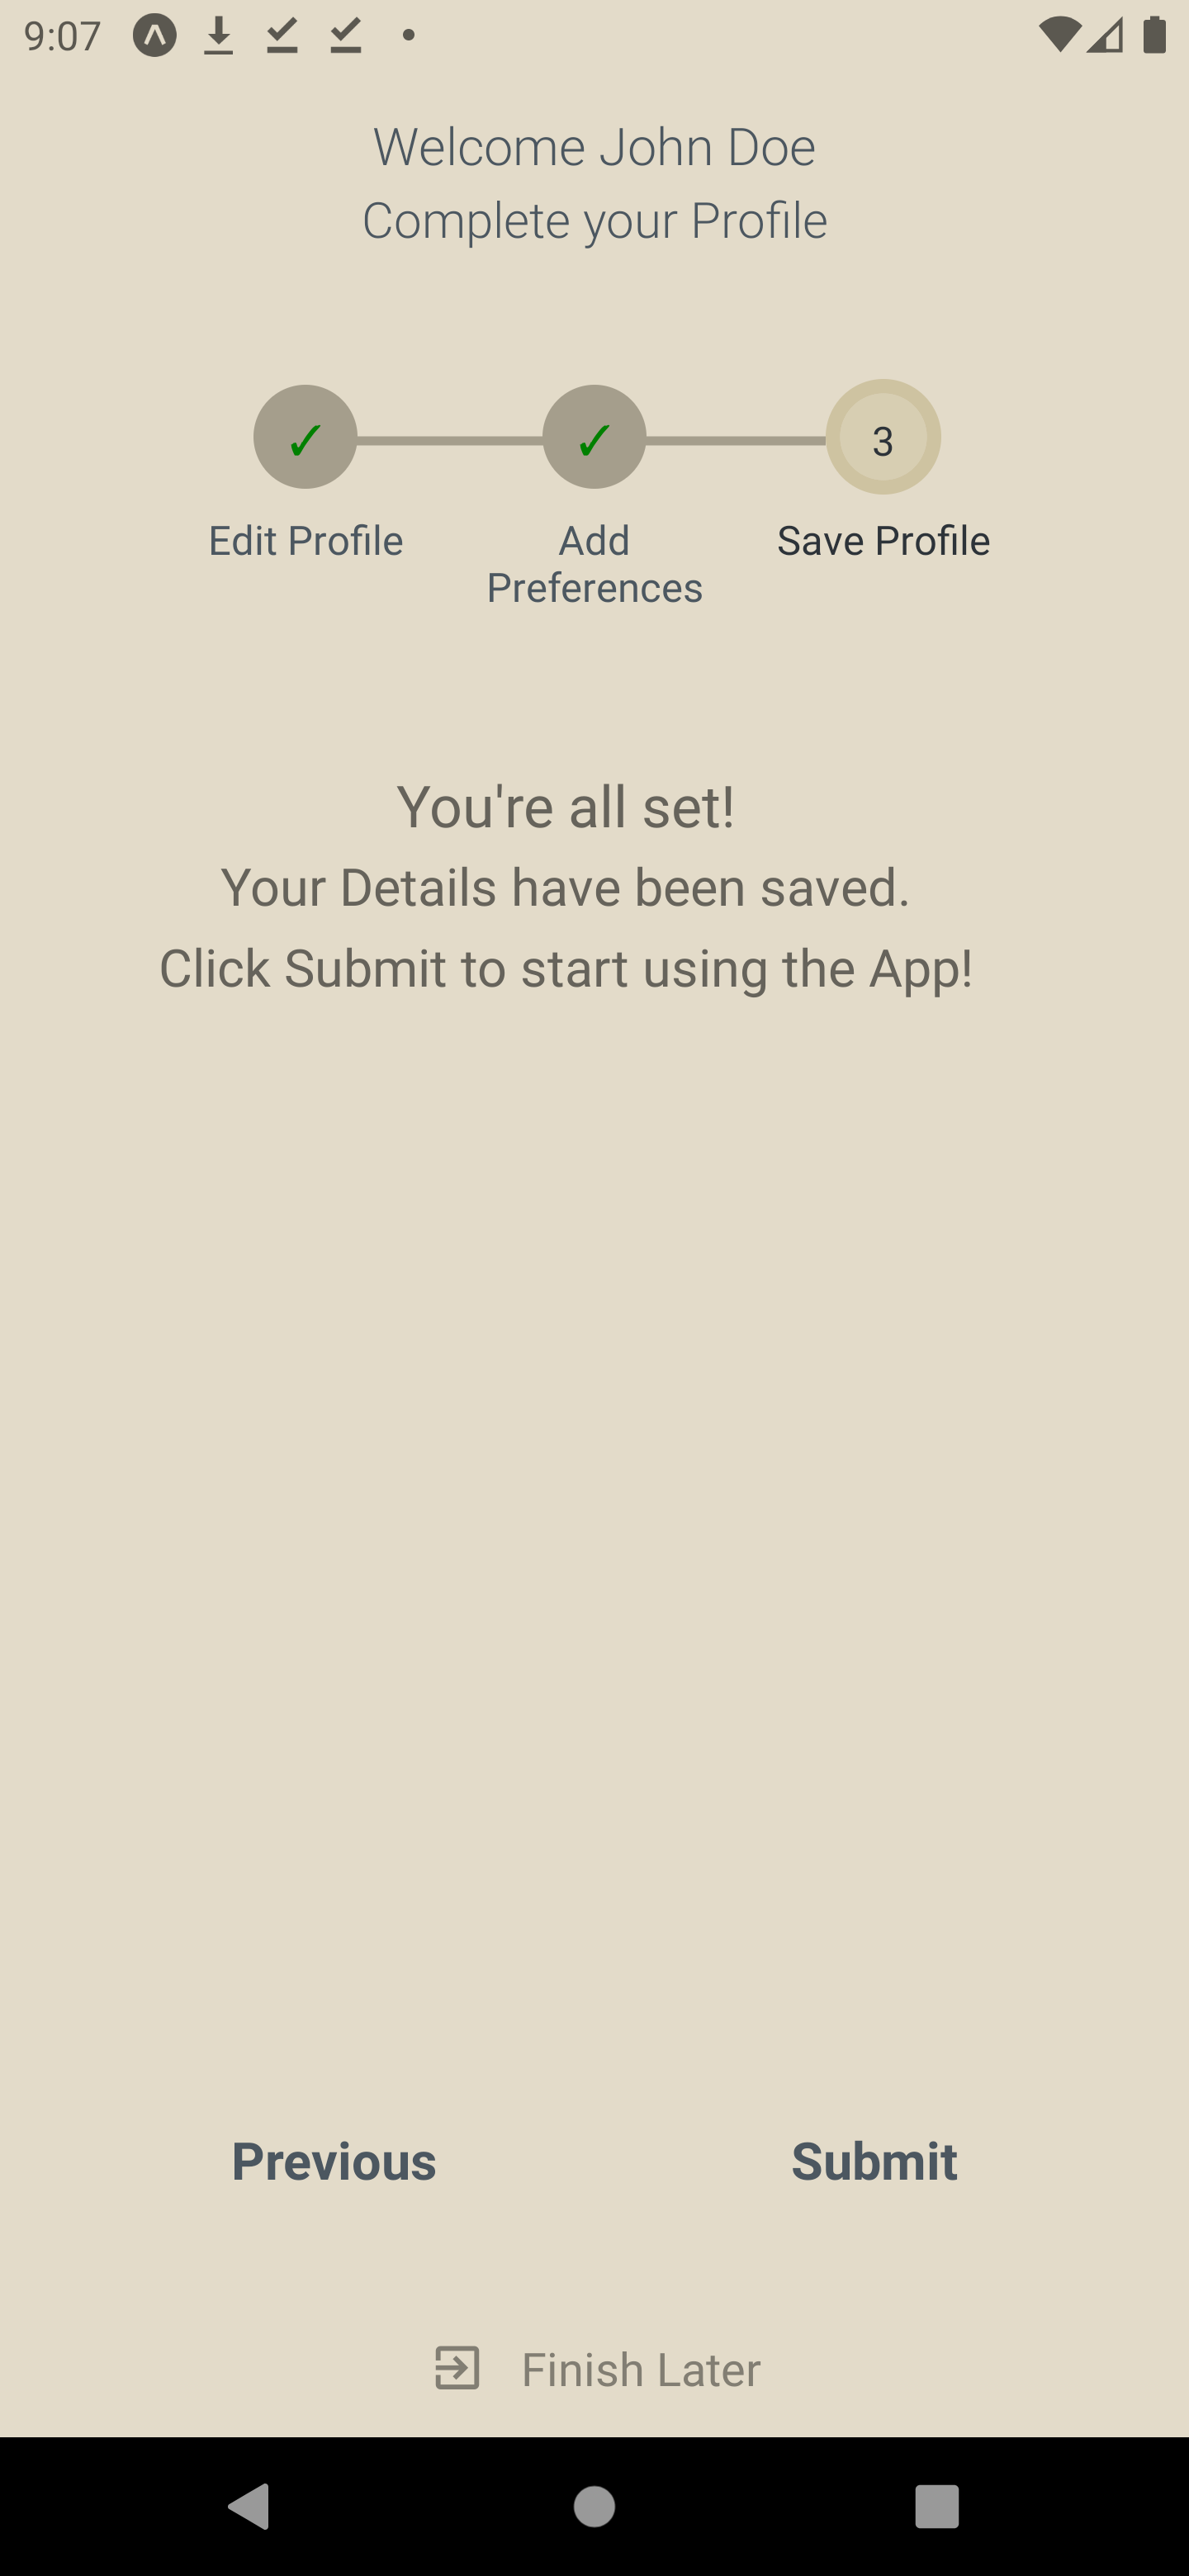 9:07
Welcome John Doe
Complete your Profile
✓ ✓ 3
Edit Profile Add Save Profile
Preferences
You're all set!
Your Details have been saved.
Click Submit to start using the App!
Previous Submit
Finish Later